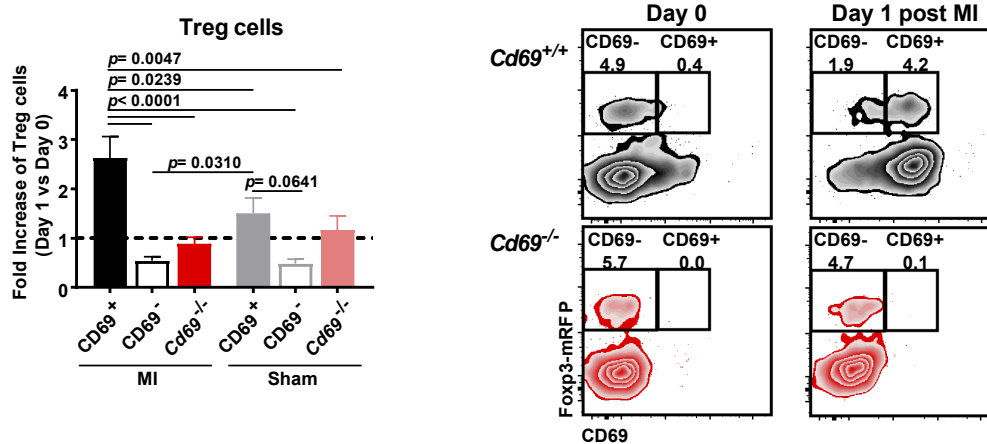 Treg cells
p= 0.0047
p= 0.0239
p< 0.0001
p= 0.0310
p= 0.0641
Fold Increase of Treg cells
(Day 1 vs Day 0)
5
4
3
2
1
0
CD69+
CD69-
Cd69-/-
CD69+
CD69-
Cd69-/-
MI
Sham
Day 0
Day 1 post MI
Cd69+/+
CD69-
4.9
CD69+
0.4
CD69-
1.9
CD69+
4.2
Cd69-/-
CD69-
5.7
CD69+
0.0
CD69-
4.7
CD69+
0.1
Foxp3-mRFP
CD69